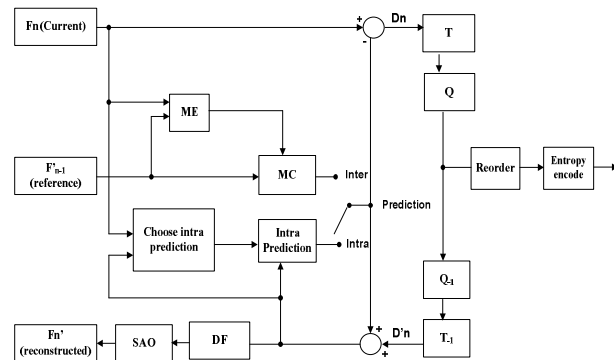 Fn(Current)
+
-
Dn
T
Q
ME
F'n-1
(reference)
MC
Inter
Reorder
Entropy
encode
Prediction
Choose intra
prediction
Intra
Prediction
Intra
Q-1
Fn'
(reconstructed)
SAO
DF
+
+
D'n
T-1